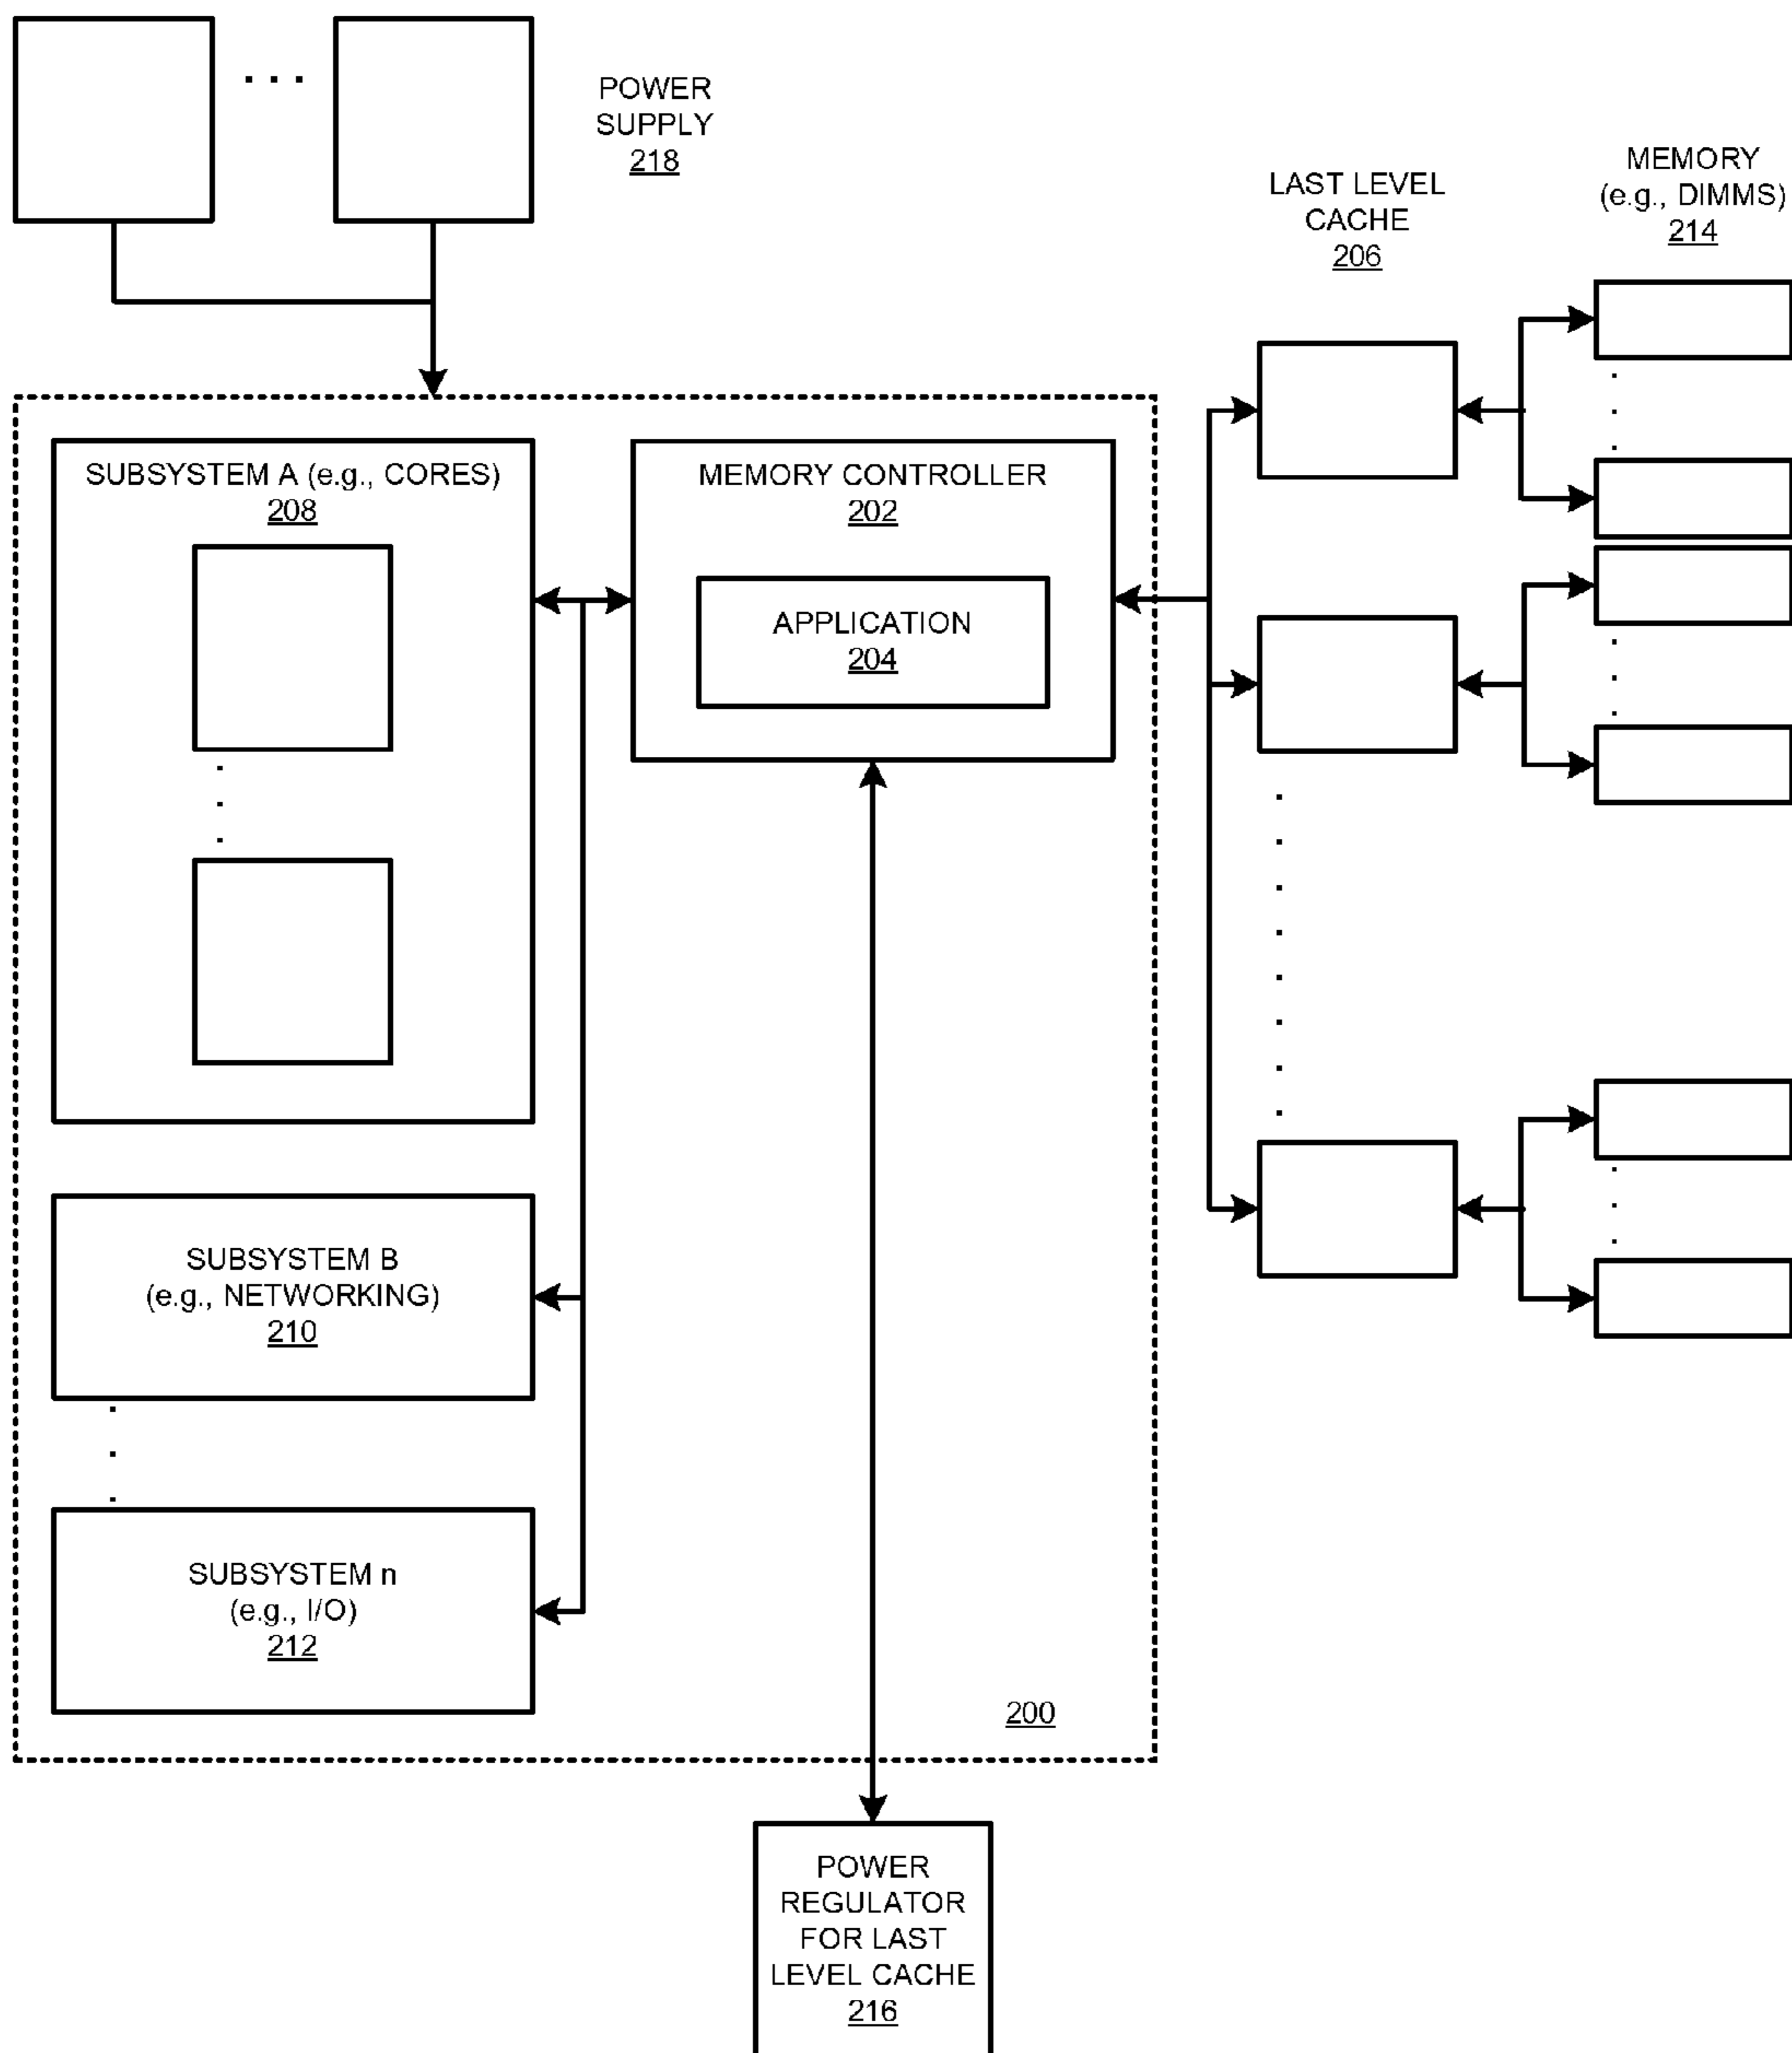 POWER
SUPPLY
218
LAST LEVEL
CACHE
206
MEMORY
(e.g., DIMMS)
214
SUBSYSTEM A (e.g., CORES)
208
MEMORY CONTROLLER
202
APPLICATION
204
SUBSYSTEM B
(e.g., NETWORKING)
210
SUBSYSTEM n
(e.g., I/O)
212
200
POWER
REGULATOR
FOR LAST
LEVEL CACHE
216